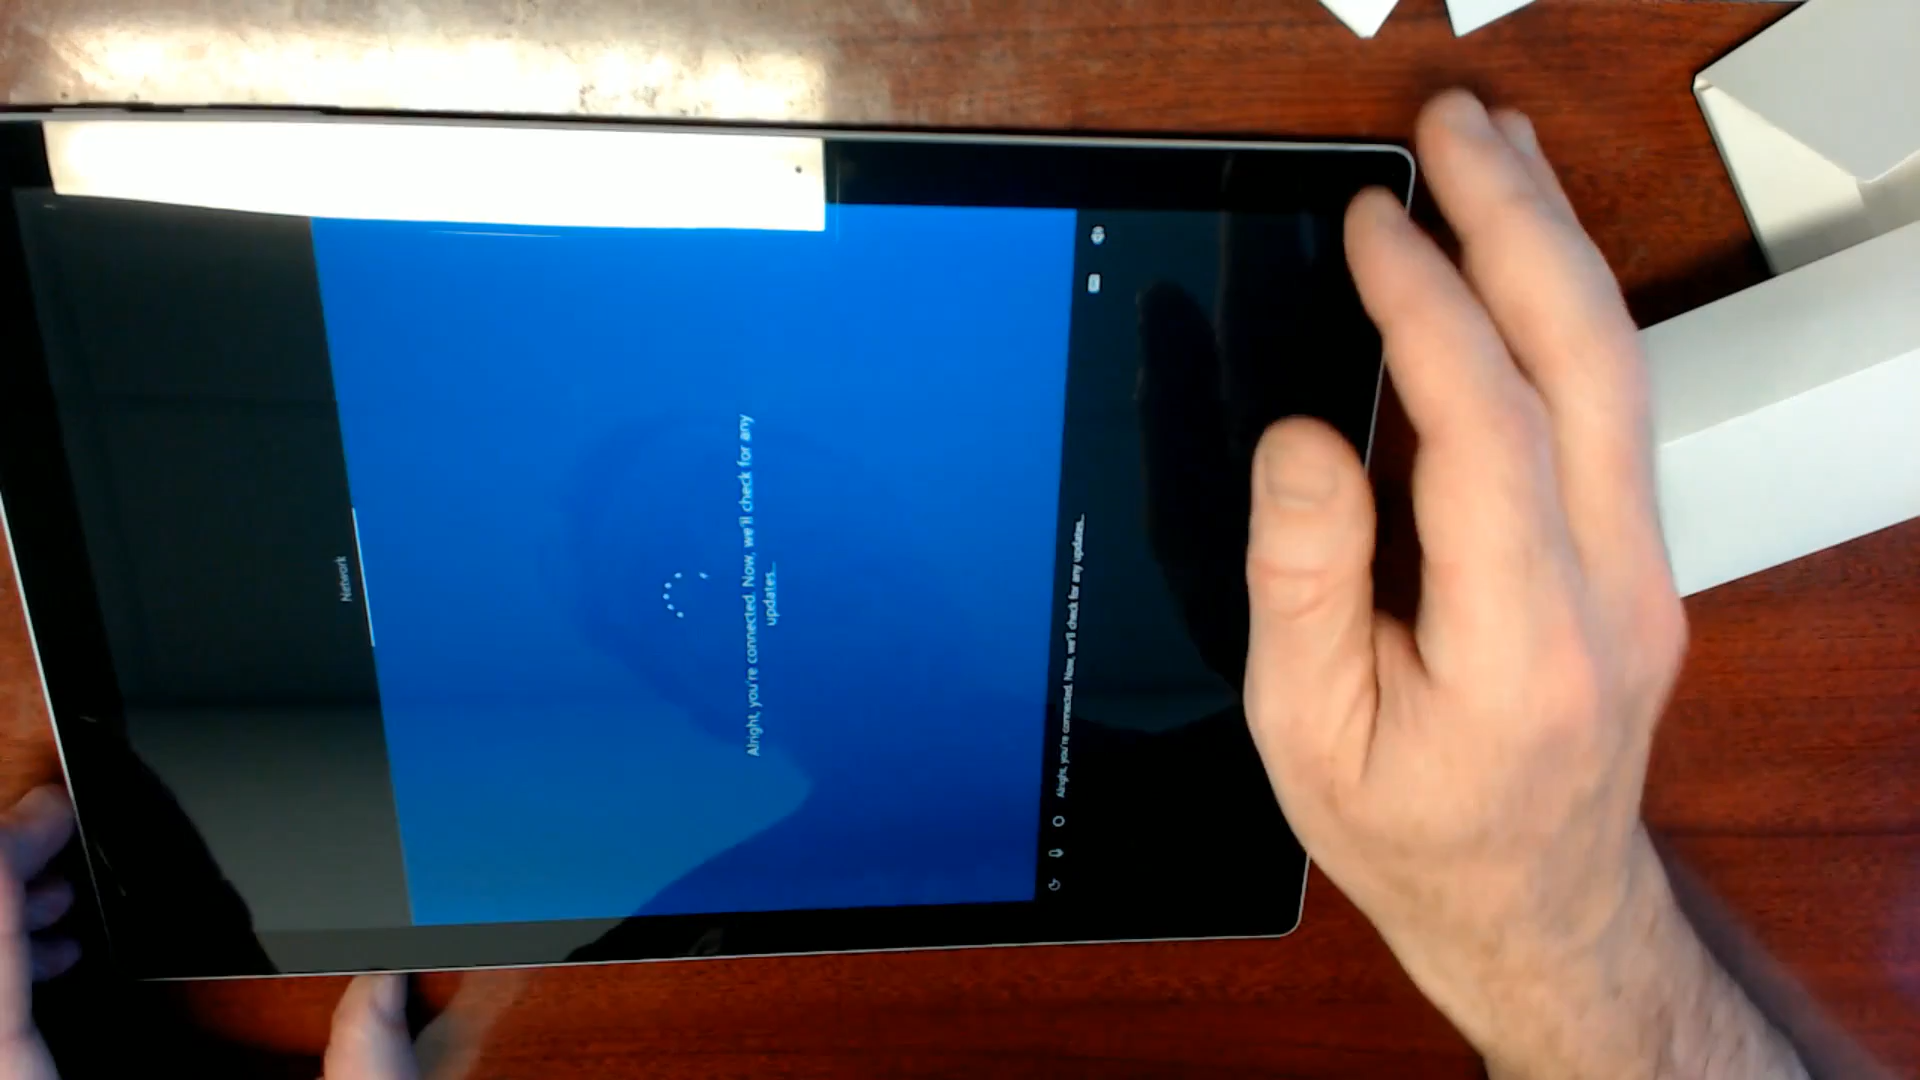 Network
Alright, you're connected. Now, we'll check for any
updates...
Alright, you're connected. Now, we'll check for any updates...